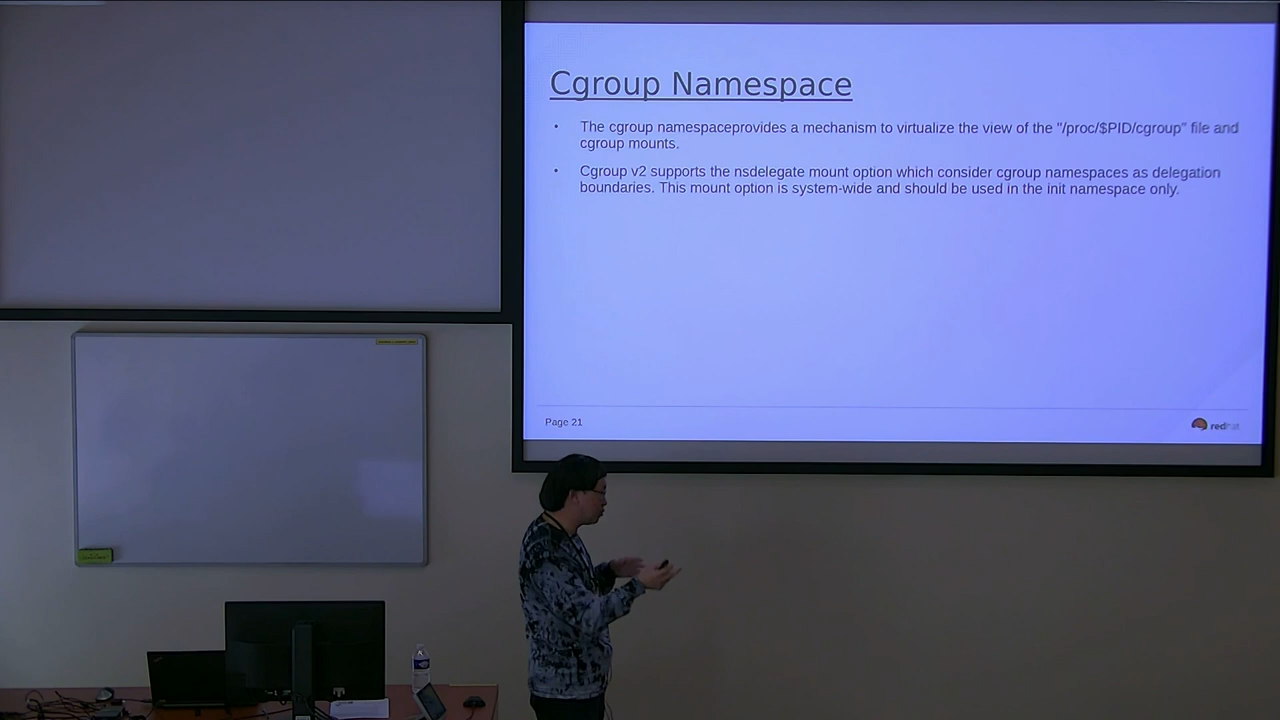 Cgroup Namespace
• The cgroup namespaceprovides a mechanism to virtualize the view of the "/proc/$PID/cgroup" file and
cgroup mounts.
• Cgroup v2 supports the nsdelegate mount option which consider cgroup namespaces as delegation
boundaries. This mount option is system-wide and should be used in the init namespace only.
Page 21
redhat